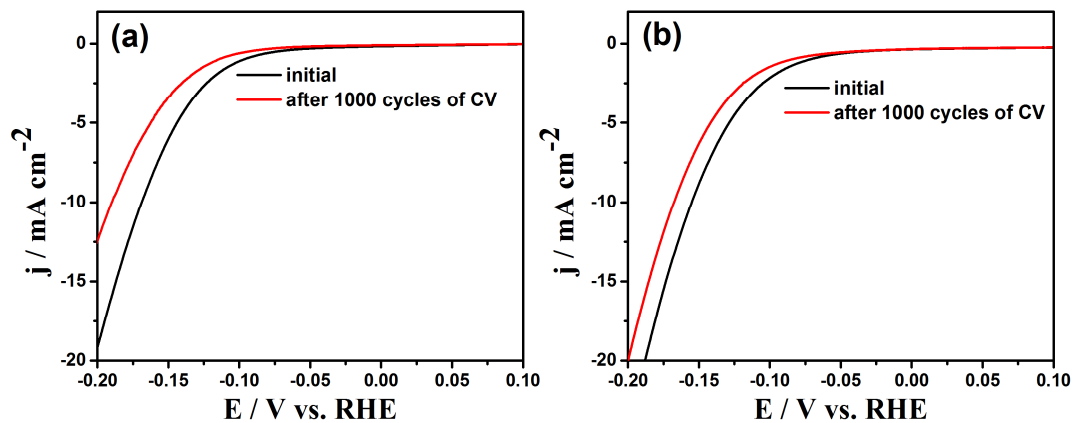 (a)
initial
after 1000 cycles of CV
0
-5
-10
-15
-20
j / mA cm-2
-0.20 -0.15 -0.10 -0.05 0.00 0.05 0.10
E / V vs. RHE
(b)
initial
after 1000 cycles of CV
0
-5
-10
-15
-20
j / mA cm-2
-0.20 -0.15 -0.10 -0.05 0.00 0.05 0.10
E / V vs. RHE